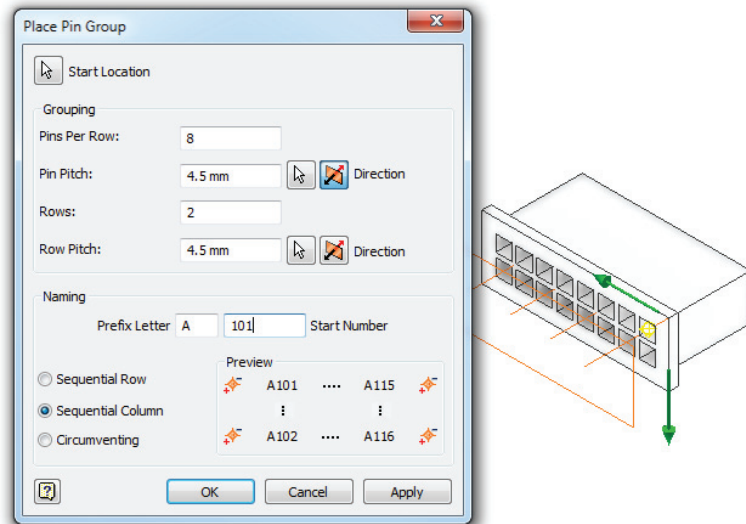 Place Pin Group
Start Location
Grouping
Pins Per Row: 8
Pin Pitch: 4.5 mm Direction
Rows: 2
Row Pitch: 4.5 mm Direction
Naming
Prefix Letter A 101 Start Number
Preview
Sequential Row
A101 .... A115
Sequential Column
Circumventing
A102 .... A116
OK Cancel Apply